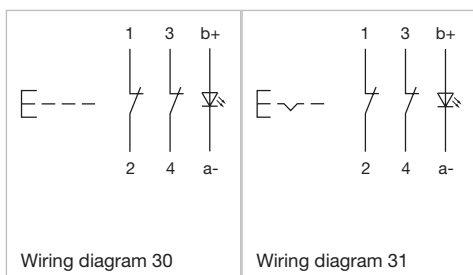 1 3 b+
2 4 a-
Wiring diagram 30
1 3 b+
2 4 a-
Wiring diagram 31